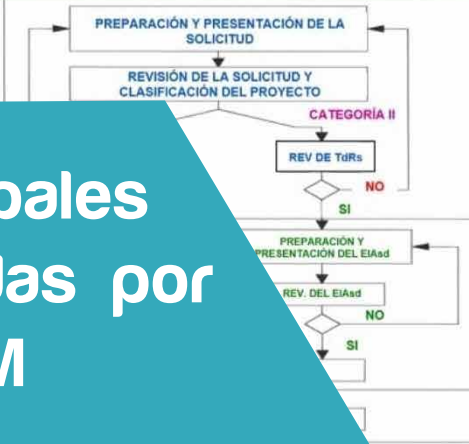 PREPARACIÓN Y PRESENTACIÓN DE LA
SOLICITUD
REVISIÓN DE LA SOLICITUD Y
CLASIFICACIÓN DEL PROYECTO
CATEGORÍA II
REV DE TdRs
NO
SI
PREPARACIÓN Y
PRESENTACIÓN DEL EIAsd
REV. DEL EIAsd
NO
SI
por